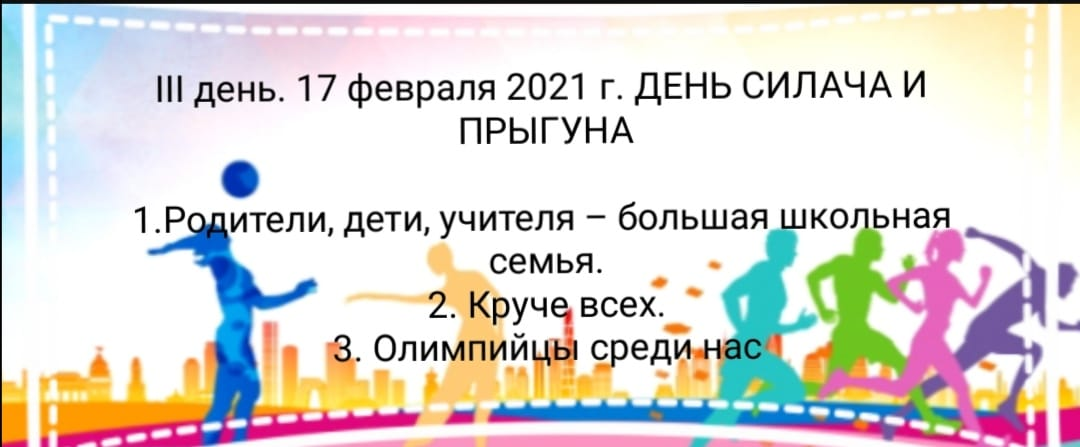 III день. 17 февраля 2021 г. ДЕНЬ СИЛАЧА И
ПРЫГУНА
1.Родители, дети, учителя – большая школьная
семья.
2. Круче всех.
3. Олимпийцы среди нас